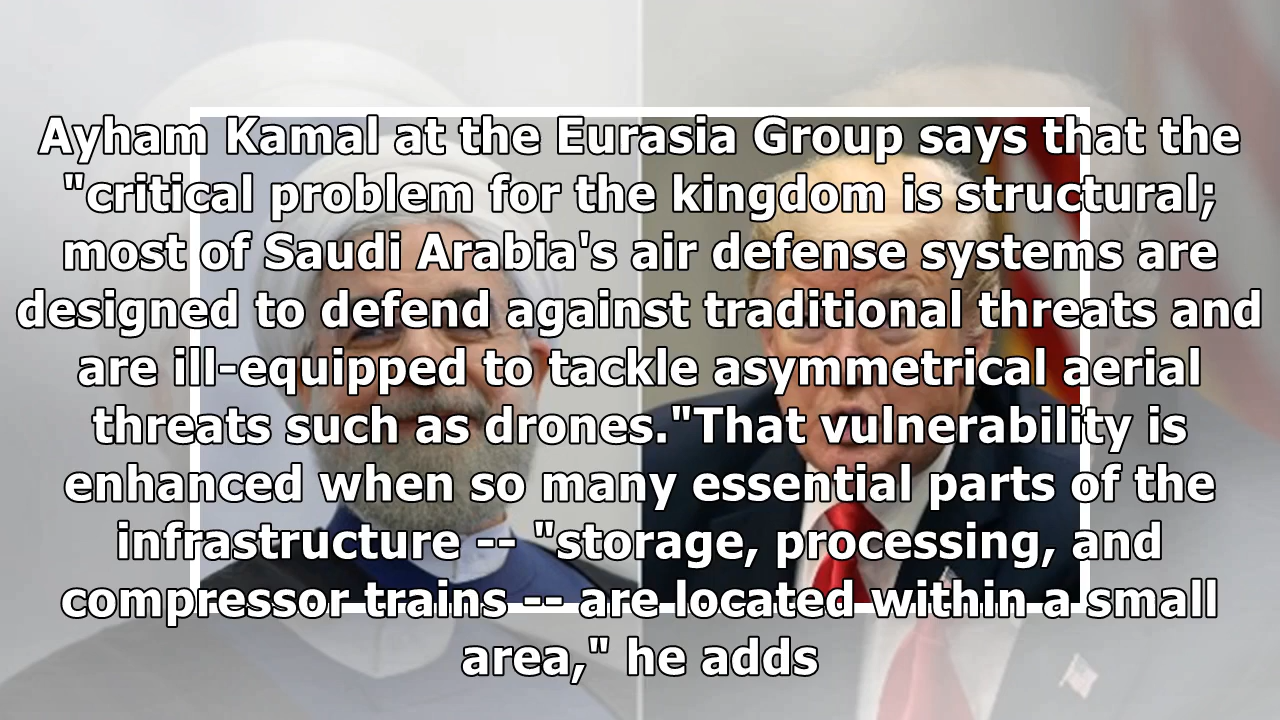 Ayham Kamal at the Eurasia Group says that the
"critical problem for the kingdom is structural;
most of Saudi Arabia's air defense systems are
designed to defend against traditional threats and
are ill-equipped to tackle asymmetrical aerial
threats such as drones."That vulnerability is
enhanced when so many essential parts of the
infrastructure -- "storage, processing, and
compressor trains -- are located within a small
area," he adds